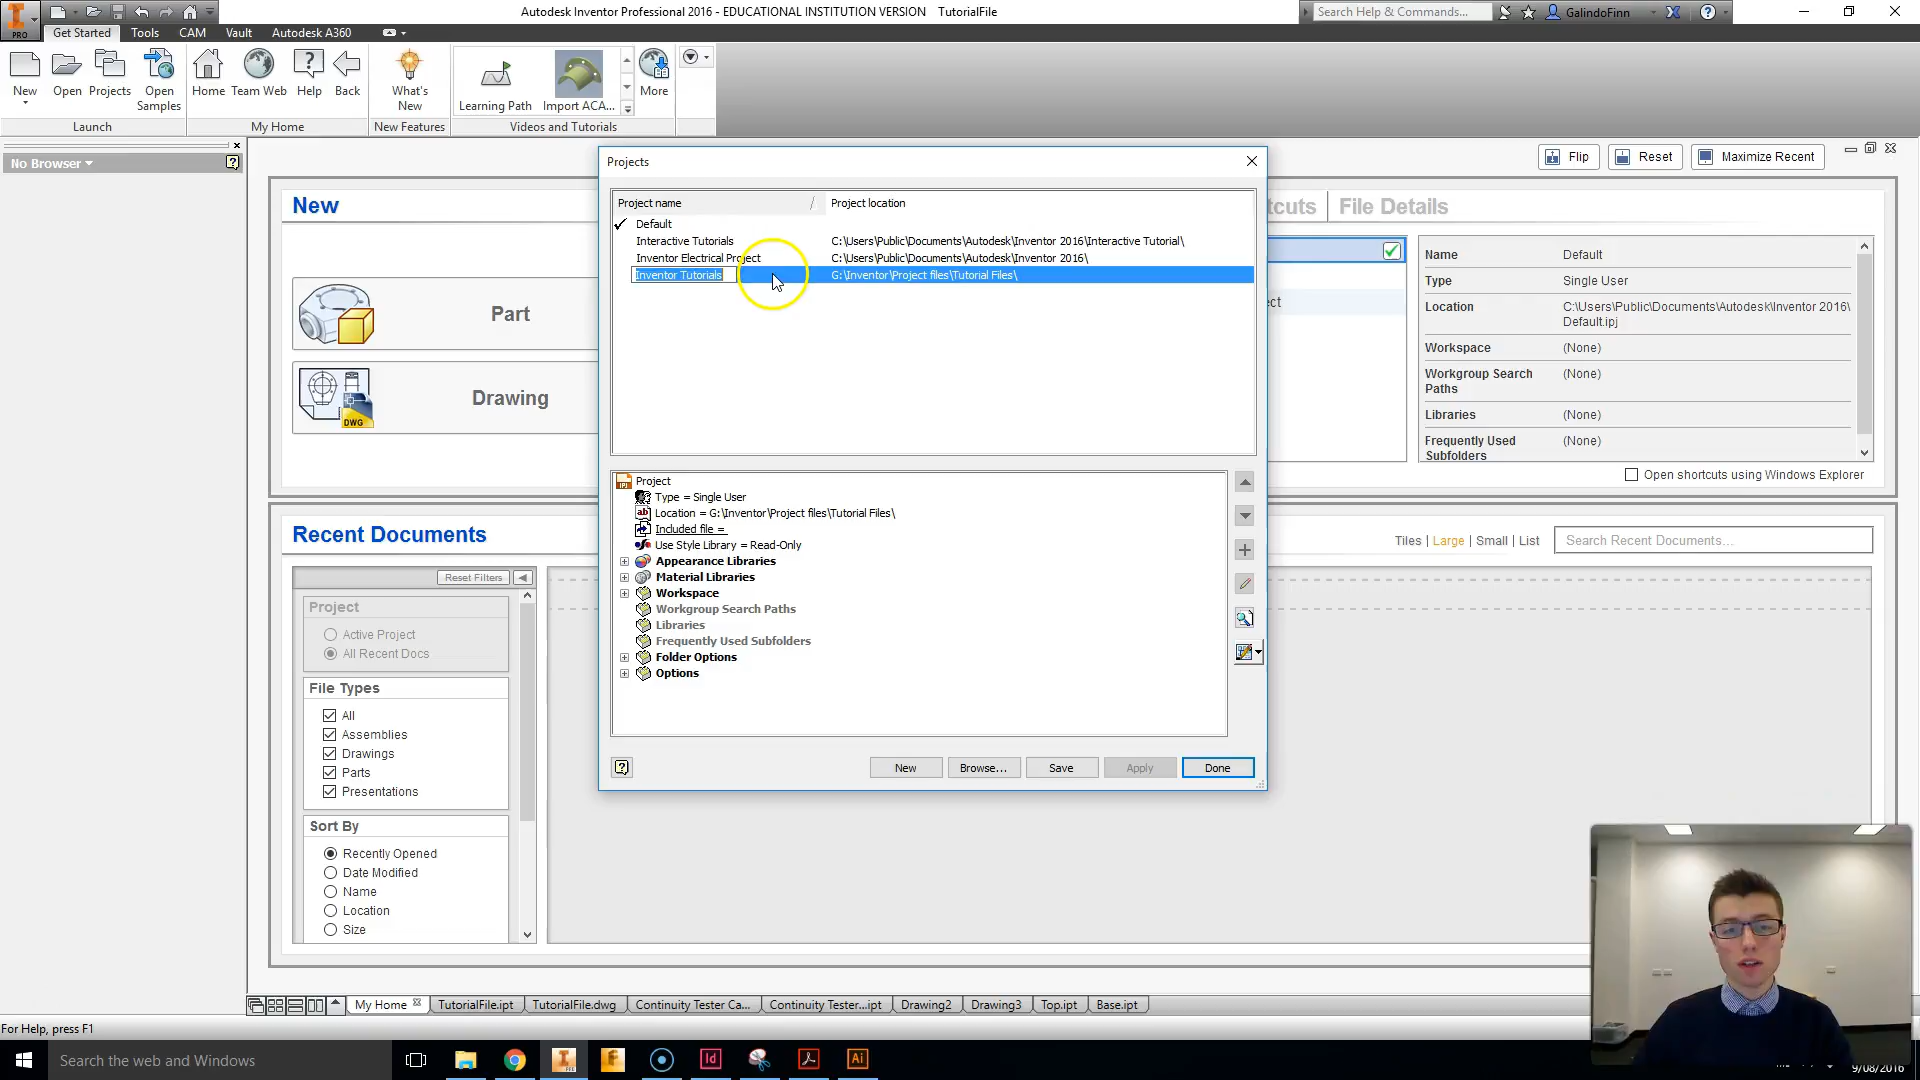 Autodesk Inventor Professional 2016 - EDUCATIONAL INSTITUTION VERSION TutorialFile
Search Help & Commands...
GalindoFinn
PRO
Get Started Tools CAM Vault Autodesk A360
New Open Projects Open Samples Home Team Web Help Back What's New Learning Path Import ACA... More
Launch My Home New Features Videos and Tutorials
No Browser
Projects
Flip Reset Maximize Recent
New
Part
Drawing
DWG
Project name / Project location
Default
Interactive Tutorials C:\Users\Public\Documents\Autodesk\Inventor 2016\Interactive Tutorial\
Inventor Electrical Project C:\Users\Public\Documents\Autodesk\Inventor 2016\
Inventor Tutorials G:\Inventor\Project files\Tutorial Files\
tcuts File Details
ect
Name Default
Type Single User
Location C:\Users\Public\Documents\Autodesk\Inventor 2016\
Default.ipj
Workspace (None)
Workgroup Search Paths (None)
Libraries (None)
Frequently Used Subfolders (None)
Open shortcuts using Windows Explorer
Project
Type = Single User
Location = G:\Inventor\Project files\Tutorial Files\
Included file =
Use Style Library = Read-Only
Appearance Libraries
Material Libraries
Workspace
Workgroup Search Paths
Libraries
Frequently Used Subfolders
Folder Options
Options
New Browse... Save Apply Done
Recent Documents
Tiles | Large | Small | List Search Recent Documents...
Reset Filters
Project
Active Project
All Recent Docs
File Types
All
Assemblies
Drawings
Parts
Presentations
Sort By
Recently Opened
Date Modified
Name
Location
Size
My Home TutorialFile.ipt TutorialFile.dwg Continuity Tester Ca... Continuity Tester...ipt Drawing2 Drawing3 Top.ipt Base.ipt
For Help, press F1
Search the web and Windows
Id
Ai
9/08/2016